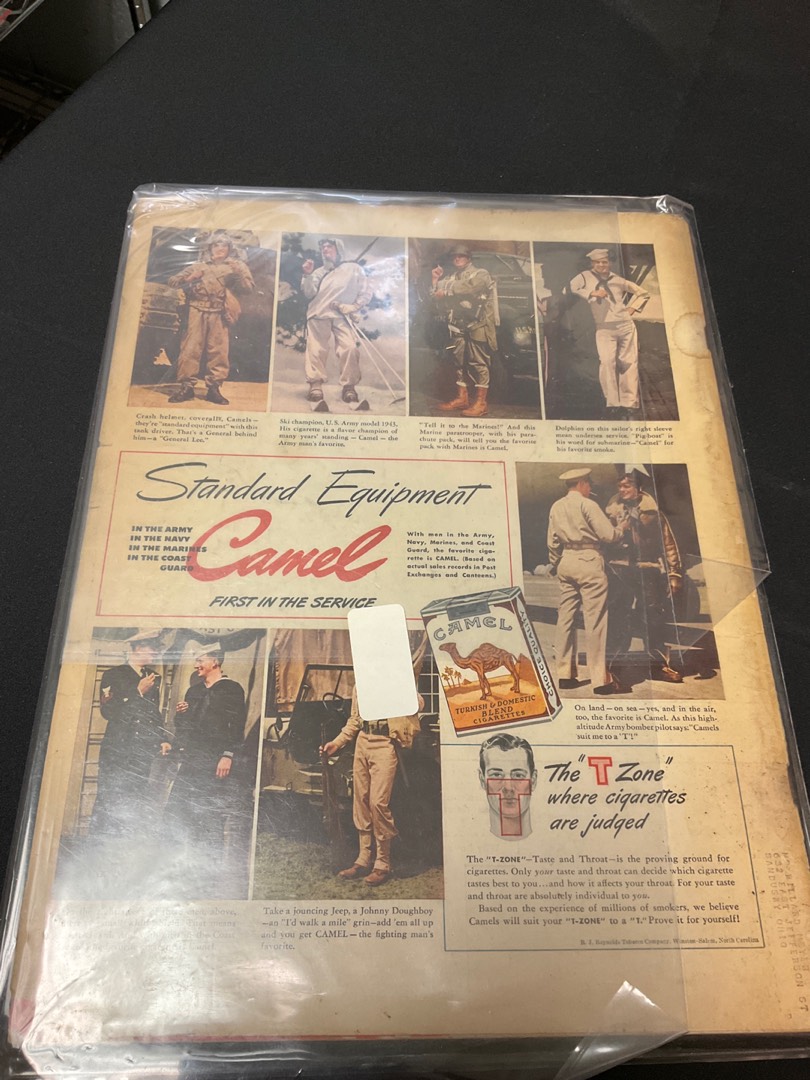 Crash helmet, coveralls, Camels—
they're "standard equipment" with this
tank driver. That's a General behind
him—a "General Lee."
Ski champion, U.S. Army model 1943.
His cigarette is a flavor champion of
many years' standing—Camel—the
Army man's favorite.
"Tell it to the Marines!" And this
Marine paratrooper, with his para-
chute pack, will tell you the favorite
pack with Marines is Camel.
Dolphins on this sailor's right sleeve
mean undersea service. "Pig-boat" is
his word for submarine—"Camel" for
his favorite smoke.
Standard Equipment
IN THE ARMY
IN THE NAVY
IN THE MARINES
IN THE COAST
GUARD
Camel
With men in the Army,
Navy, Marines, and Coast
Guard, the favorite ciga-
rette is CAMEL. (Based on
actual sales records in Post
Exchanges and Canteens.)
FIRST IN THE SERVICE
CAMEL
CHOICE QUALITY
TURKISH & DOMESTIC
BLEND
CIGARETTES
On land—on sea—yes, and in the air,
too, the favorite is Camel. As this high-
altitude Army bomber pilot says: "Camels
suit me to a 'T'!"
Take a jouncing Jeep, a Johnny Doughboy
—an "I'd walk a mile" grin—add 'em all up
and you get CAMEL—the fighting man's
favorite.
The "T Zone"
where cigarettes
are judged
The "T-ZONE"—Taste and Throat—is the proving ground for
cigarettes. Only your taste and throat can decide which cigarette
tastes best to you...and how it affects your throat. For your taste
and throat are absolutely individual to you.
Based on the experience of millions of smokers, we believe
Camels will suit your "T-ZONE" to a "T." Prove it for yourself!
R. J. Reynolds Tobacco Company, Winston-Salem, North Carolina